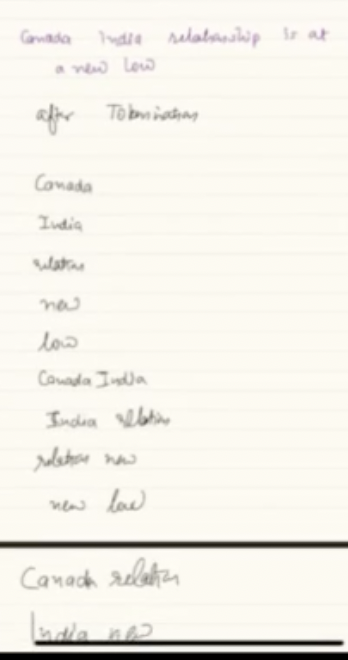 Canada India relationship is at
a new low
after Tokenization
Canada
India
relation
new
low
Canada India
India relation
relation new
new low
Canada relation
India new